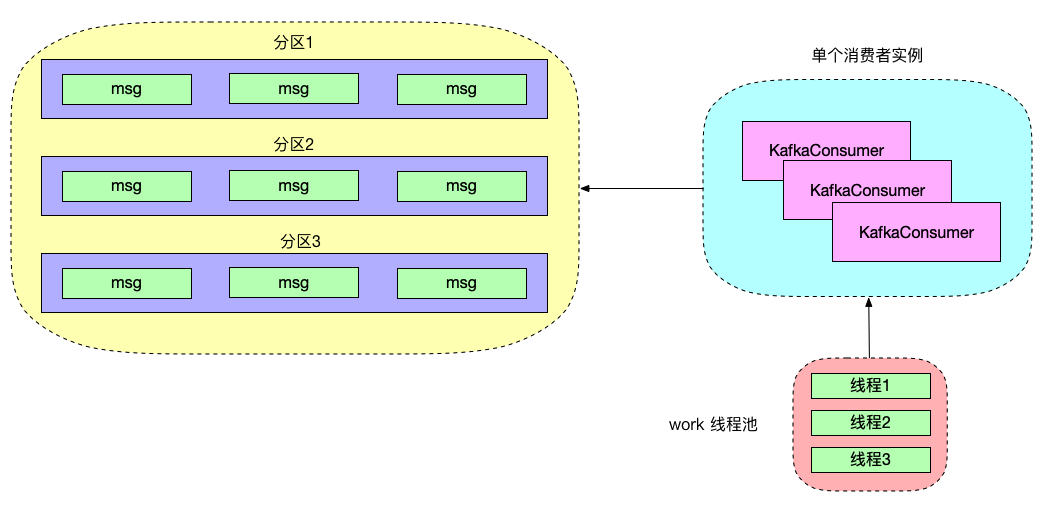 分区1
msg msg msg
分区2
msg msg msg
分区3
msg msg msg
单个消费者实例
KafkaConsumer
KafkaConsumer
KafkaConsumer
work 线程池
线程1
线程2
线程3